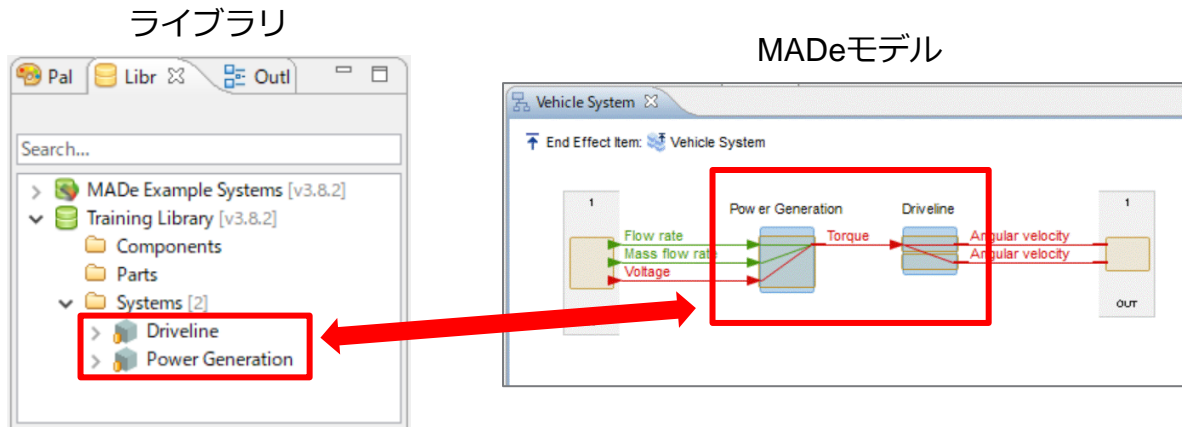 ライブラリ
Pal
Libr
Outl
Search...
MADe Example Systems [v3.8.2]
Training Library [v3.8.2]
Components
Parts
Systems [2]
Driveline
Power Generation
MADeモデル
Vehicle System
End Effect Item: Vehicle System
1
Power Generation
Driveline
1
Flow rate
Mass flow rate
Voltage
Torque
Angular velocity
Angular velocity
OUT